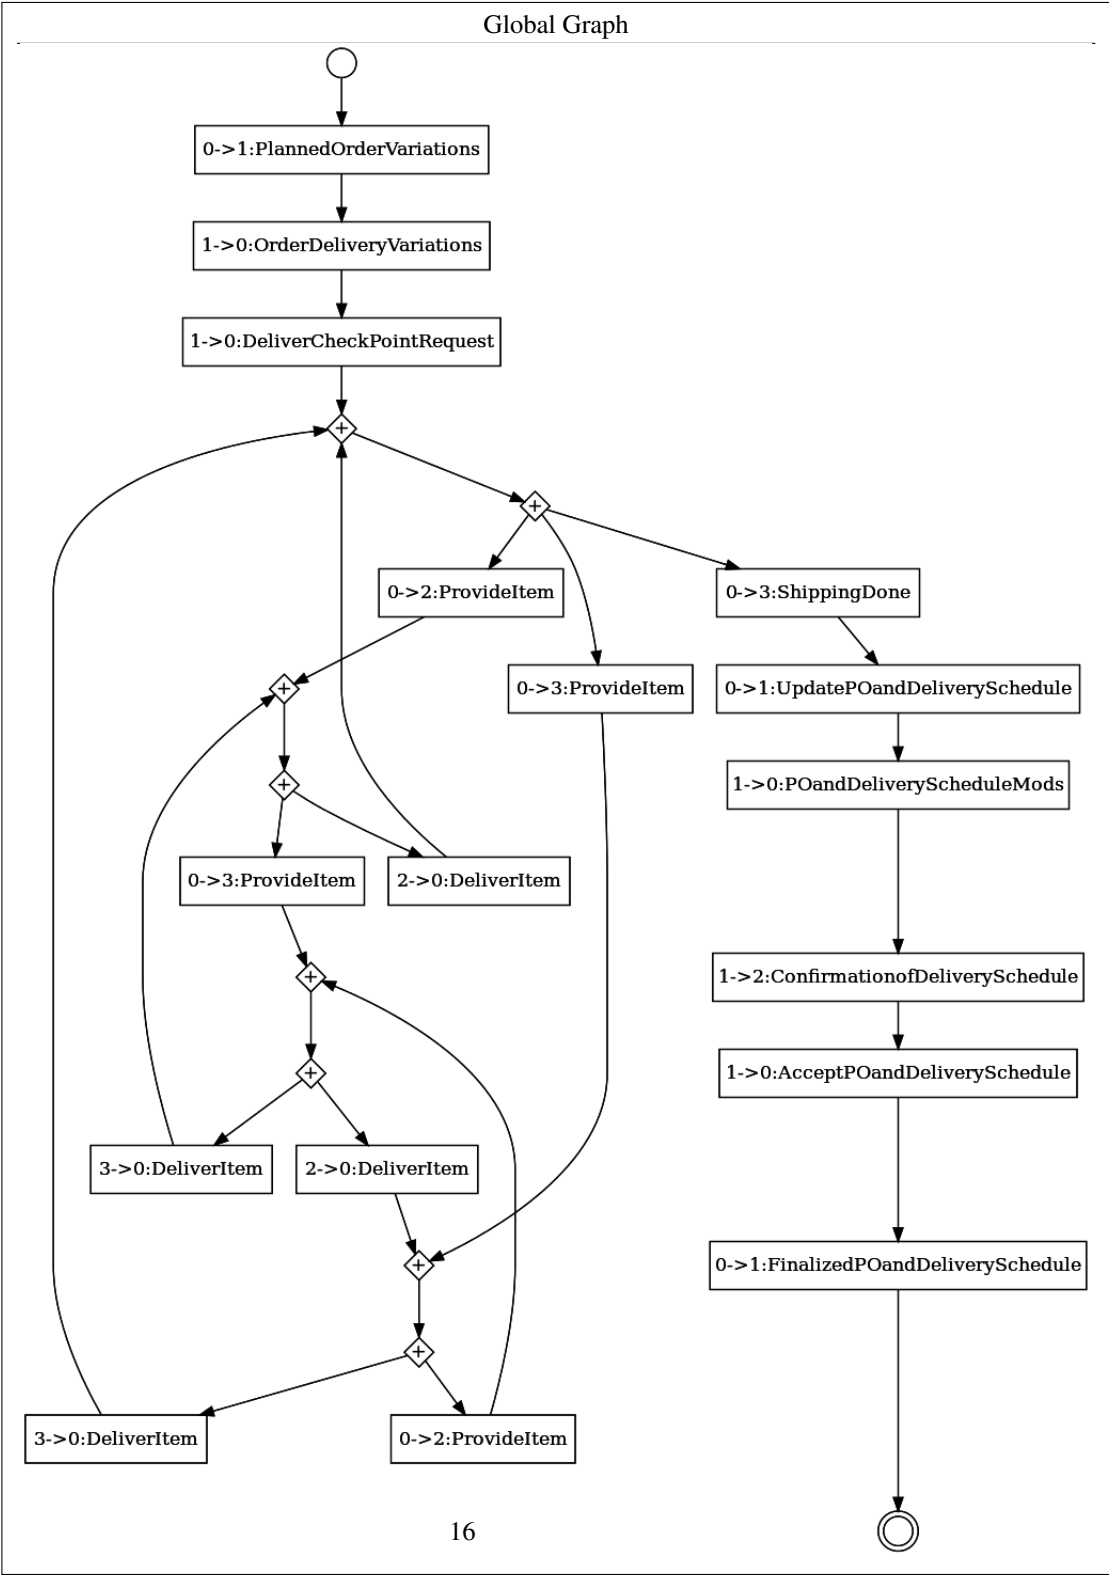 Global Graph
0->1:PlannedOrderVariations
1->0:OrderDeliveryVariations
1->0:DeliverCheckPointRequest
+
+
0->2:ProvideItem
0->3:ShippingDone
+
0->3:ProvideItem
0->1:UpdatePOandDeliverySchedule
+
1->0:POandDeliveryScheduleMods
0->3:ProvideItem
2->0:DeliverItem
+
1->2:ConfirmationofDeliverySchedule
+
1->0:AcceptPOandDeliverySchedule
3->0:DeliverItem
2->0:DeliverItem
+
0->1:FinalizedPOandDeliverySchedule
+
3->0:DeliverItem
0->2:ProvideItem
16